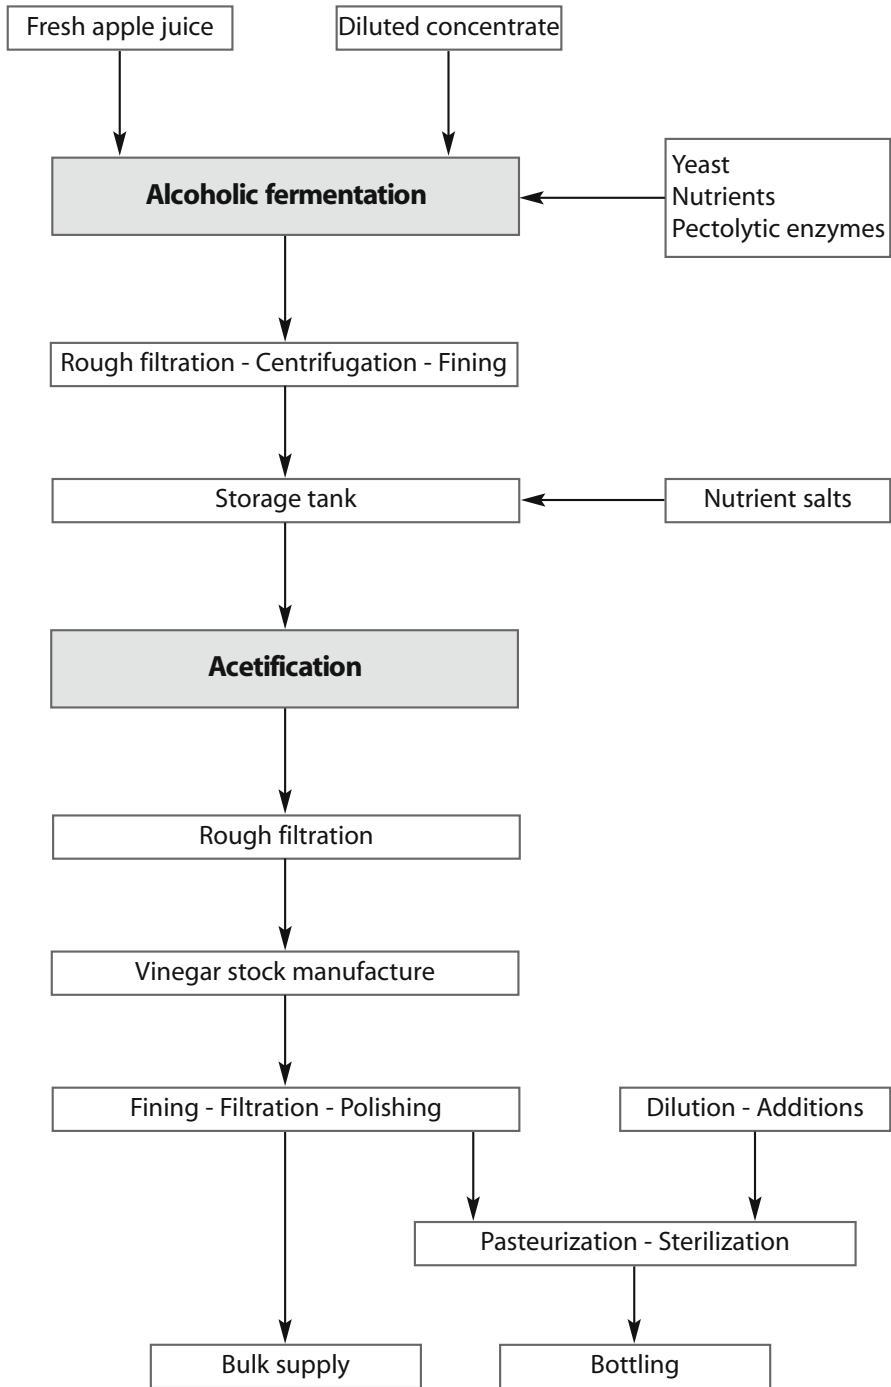 Fresh apple juice
Diluted concentrate
Alcoholic fermentation
Yeast
Nutrients
Pectolytic enzymes
Rough filtration - Centrifugation - Fining
Storage tank
Nutrient salts
Acetification
Rough filtration
Vinegar stock manufacture
Fining - Filtration - Polishing
Dilution - Additions
Pasteurization - Sterilization
Bulk supply
Bottling